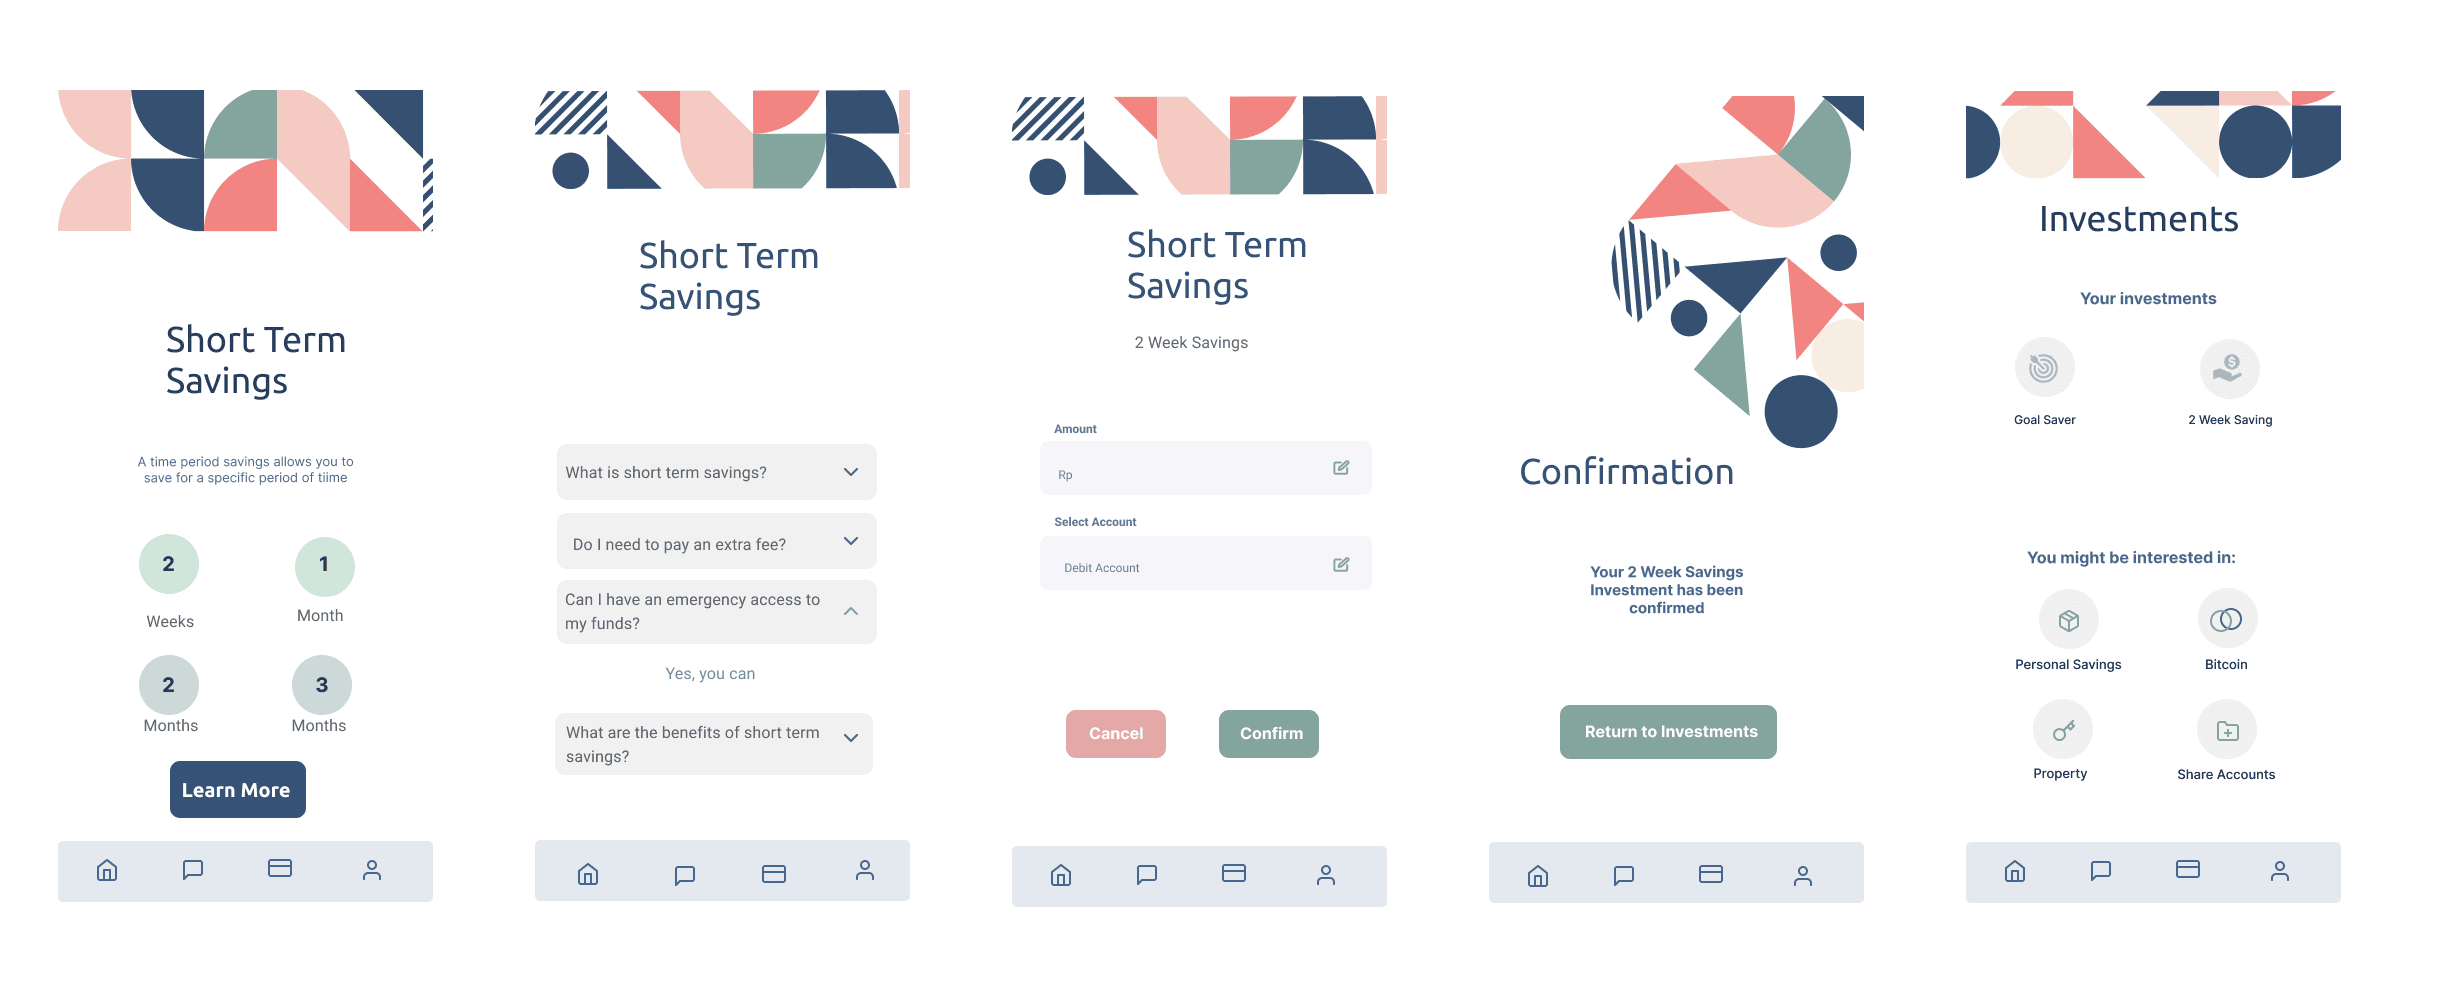 Short Term
Savings
A time period savings allows you to
save for a specific period of tiime
2
1
Weeks
Month
2
3
Months
Months
Learn More
Short Term
Savings
What is short term savings?
Do I need to pay an extra fee?
Can I have an emergency access to
my funds?
Yes, you can
What are the benefits of short term
savings?
Short Term
Savings
2 Week Savings
Amount
Rp
Select Account
Debit Account
Cancel
Confirm
Confirmation
Your 2 Week Savings
Investment has been
confirmed
Return to Investments
Investments
Your investments
$
Goal Saver
2 Week Saving
You might be interested in:
Personal Savings
Bitcoin
Property
Share Accounts